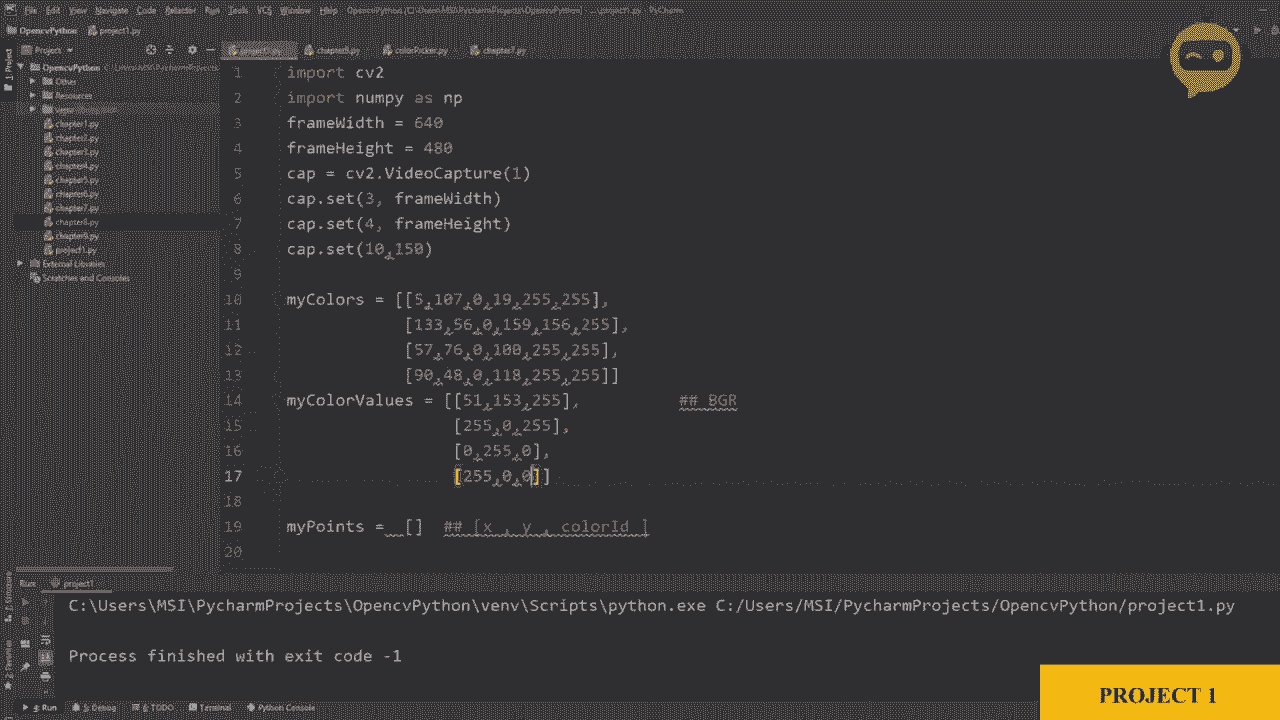 File Edit View Navigate Code Refactor Run Tools VCS Window Help OpencvPython [C:\Users\MSI\PycharmProjects\OpencvPython] - ...\project1.py - PyCharm
OpencvPython project1.py
Project
project1.py chapter9.py colorPicker.py chapter7.py
1: Project
OpencvPython C:\Users\MSI\PycharmProjects
Other
Resources
venv
chapter1.py
chapter2.py
chapter3.py
chapter4.py
chapter5.py
chapter6.py
chapter7.py
chapter8.py
chapter9.py
project1.py
External Libraries
Scratches and Consoles
1 import cv2
2 import numpy as np
3 frameWidth = 640
4 frameHeight = 480
5 cap = cv2.VideoCapture(1)
6 cap.set(3, frameWidth)
7 cap.set(4, frameHeight)
8 cap.set(10,150)
9
10 myColors = [[5,107,0,19,255,255],
11 [133,56,0,159,156,255],
12 [57,76,0,100,255,255],
13 [90,48,0,118,255,255]]
14 myColorValues = [[51,153,255], ## BGR
15 [255,0,255],
16 [0,255,0],
17 [255,0,0]]
18
19 myPoints = [] ## [x , y , colorId ]
20
Run: project1
C:\Users\MSI\PycharmProjects\OpencvPython\venv\Scripts\python.exe C:/Users/MSI/PycharmProjects/OpencvPython/project1.py
Process finished with exit code -1
4: Run 5: Debug 6: TODO Terminal Python Console
PROJECT 1